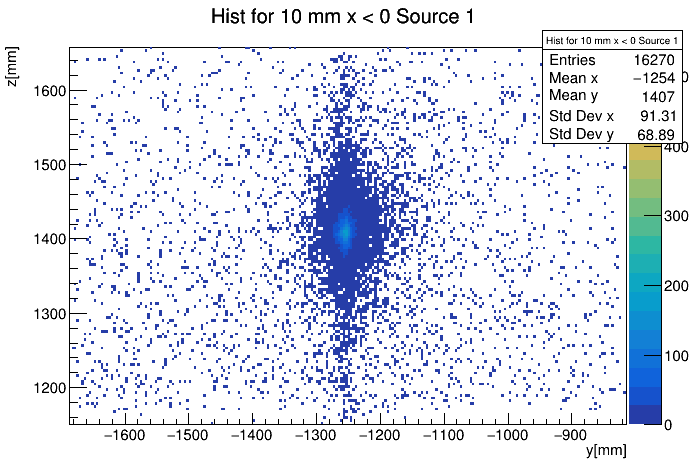 Hist for 10 mm x < 0 Source 1
z[mm]
Hist for 10 mm x < 0 Source 1
Entries 16270
Mean x −1254
Mean y 1407
Std Dev x 91.31
Std Dev y 68.89
1600
1500
1400
1300
1200
0
400
300
200
100
0
−1600 −1500 −1400 −1300 −1200 −1100 −1000 −900
y[mm]